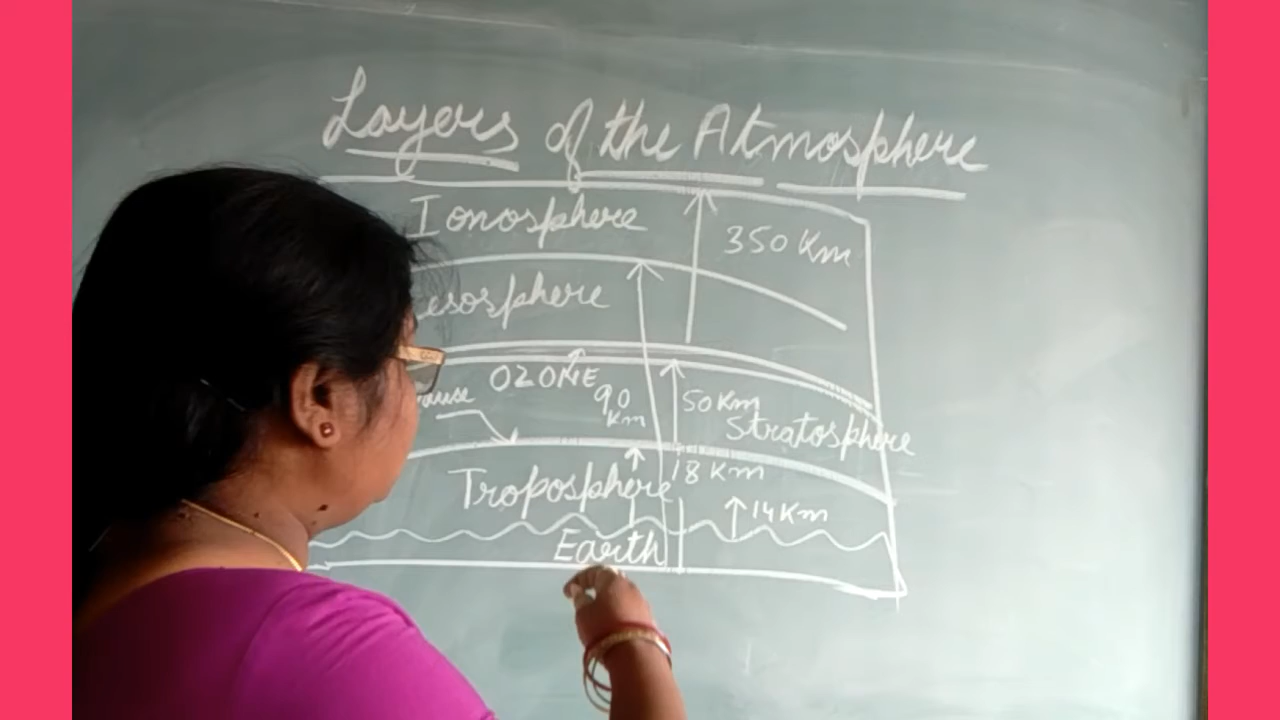 Layers of the Atmosphere
Ionosphere
350 Km
esosphere
OZONE
90
Km
50 Km
ause
Stratosphere
Troposphere
18 Km
14 Km
Earth